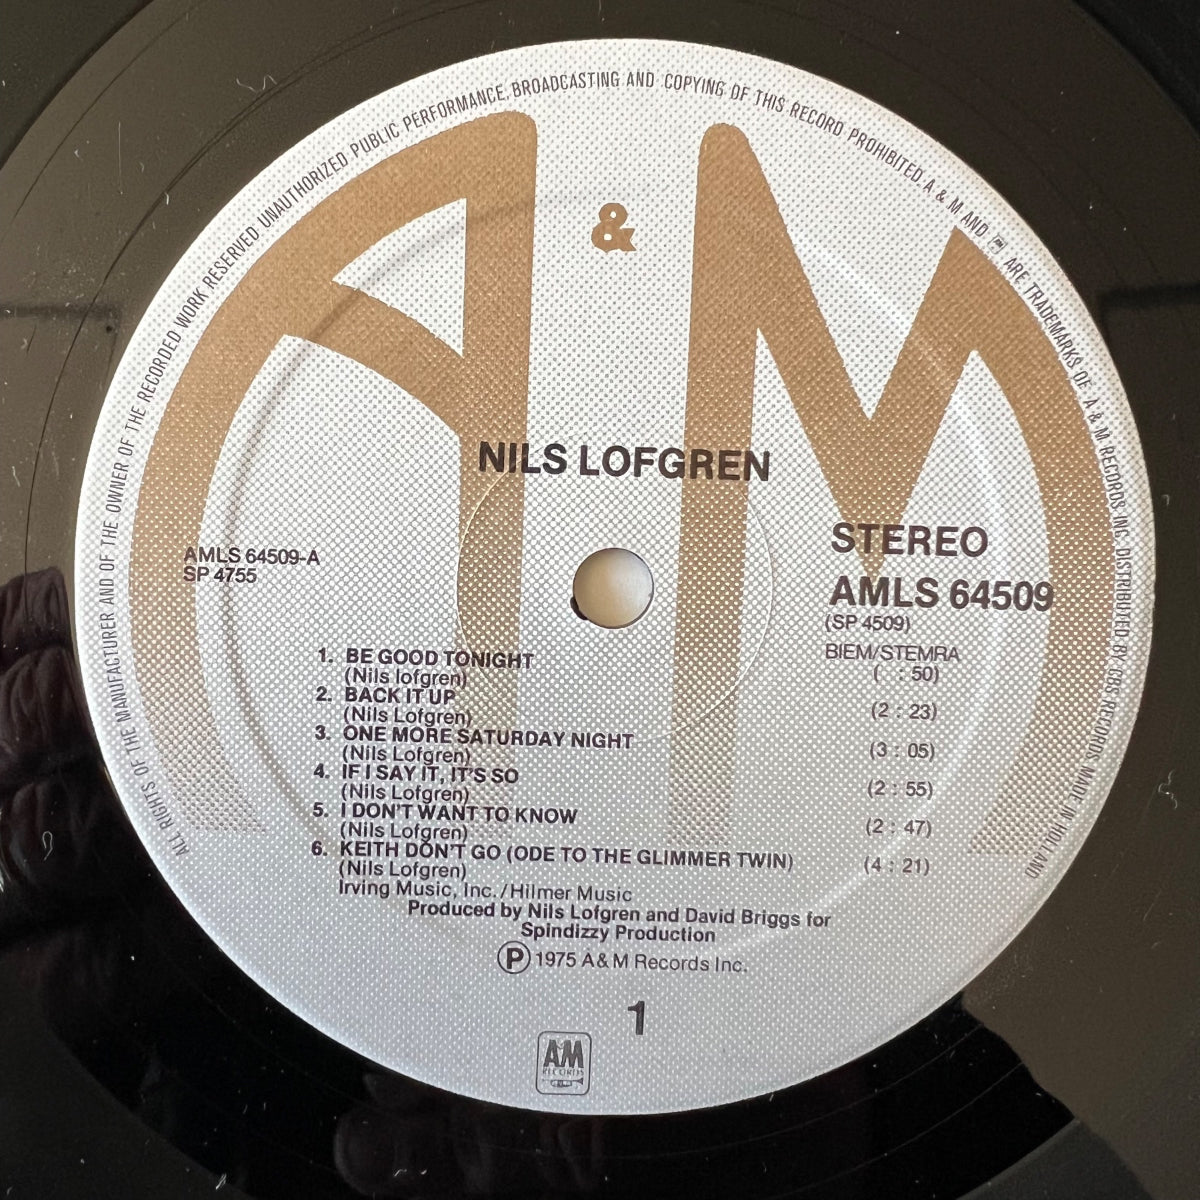 ALL RIGHTS OF THE MANUFACTURER AND OF THE OWNER OF THE RECORDED WORK RESERVED UNAUTHORIZED PUBLIC PERFORMANCE, BROADCASTING AND COPYING OF THIS RECORD PROHIBITED A & M AND AM ARE TRADEMARKS OF A & M RECORDS INC. DISTRIBUTED BY CBS RECORDS. MADE IN HOLLAND
A & M
NILS LOFGREN
STEREO
AMLS 64509
(SP 4509)
BIEM/STEMRA
AMLS 64509-A
SP 4755
1. BE GOOD TONIGHT ( : 50)
(Nils lofgren)
2. BACK IT UP (2 : 23)
(Nils Lofgren)
3. ONE MORE SATURDAY NIGHT (3 : 05)
(Nils Lofgren)
4. IF I SAY IT, IT'S SO (2 : 55)
(Nils Lofgren)
5. I DON'T WANT TO KNOW (2 : 47)
(Nils Lofgren)
6. KEITH DON'T GO (ODE TO THE GLIMMER TWIN) (4 : 21)
(Nils Lofgren)
Irving Music, Inc./Hilmer Music
Produced by Nils Lofgren and David Briggs for
Spindizzy Production
Ⓟ 1975 A & M Records Inc.
1
AM
RECORDS